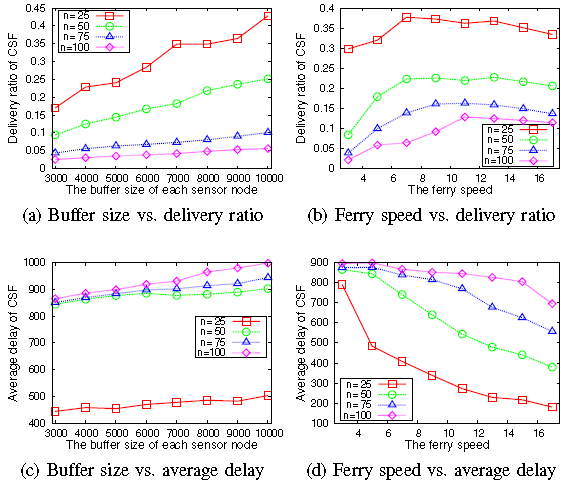 0.45
0.4
0.35
0.3
0.25
0.2
0.15
0.1
0.05
0
Delivery ratio of CSF
n= 25
n= 50
n= 75
n=100
3000 4000 5000 6000 7000 8000 9000 10000
The buffer size of each sensor node
(a) Buffer size vs. delivery ratio
0.4
0.35
0.3
0.25
0.2
0.15
0.1
0.05
0
Delivery ratio of CSF
n= 25
n= 50
n= 75
n=100
4 6 8 10 12 14 16
The ferry speed
(b) Ferry speed vs. delivery ratio
1000
900
800
700
600
500
400
Average delay of CSF
n= 25
n= 50
n= 75
n=100
3000 4000 5000 6000 7000 8000 9000 10000
The buffer size of each sensor node
(c) Buffer size vs. average delay
900
800
700
600
500
400
300
200
100
Average delay of CSF
n= 25
n= 50
n= 75
n=100
4 6 8 10 12 14 16
The ferry speed
(d) Ferry speed vs. average delay